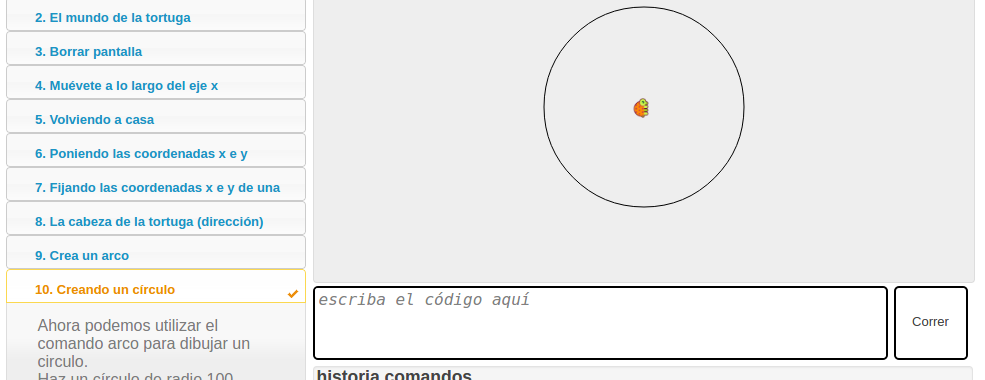 2. El mundo de la tortuga
3. Borrar pantalla
4. Muévete a lo largo del eje x
5. Volviendo a casa
6. Poniendo las coordenadas x e y
7. Fijando las coordenadas x e y de una
8. La cabeza de la tortuga (dirección)
9. Crea un arco
10. Creando un círculo
Ahora podemos utilizar el
comando arco para dibujar un
circulo.
Haz un círculo de radio 100
escriba el código aquí
Correr
historia comandos